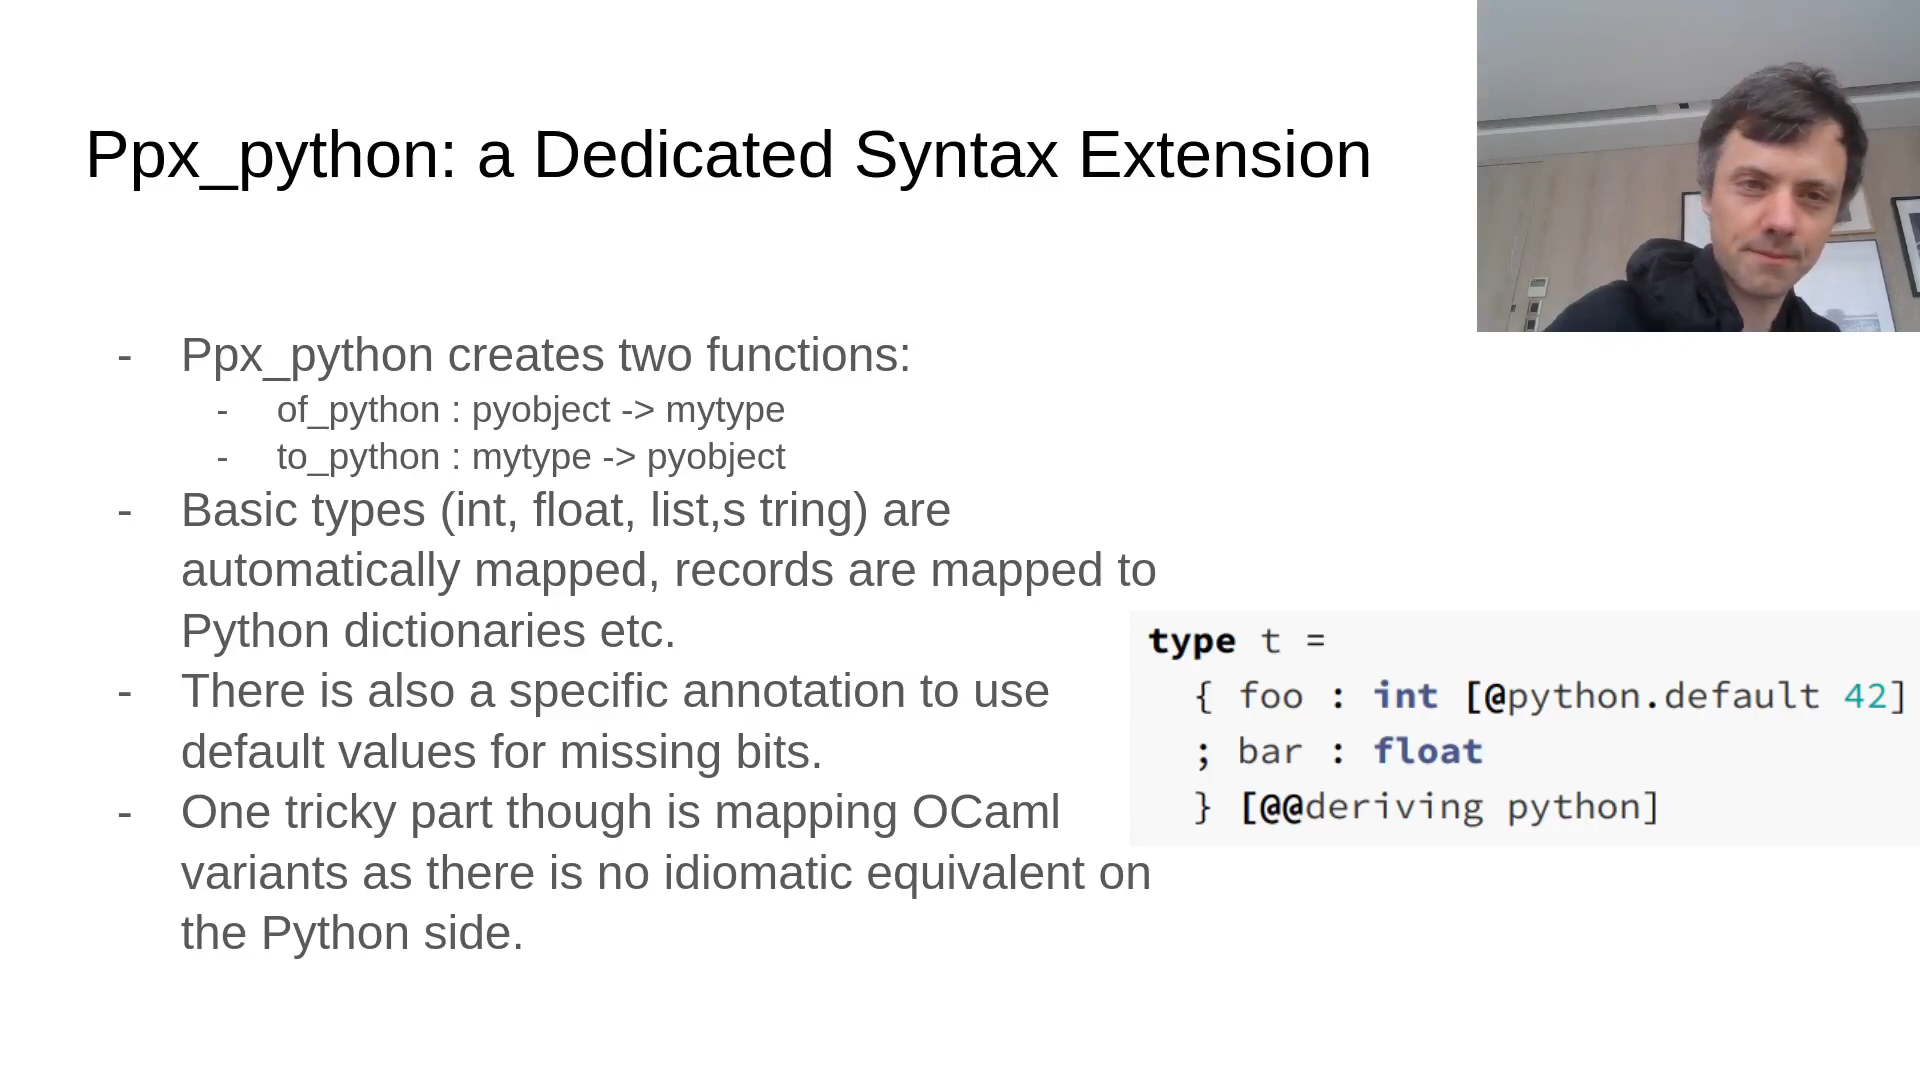 Ppx_python: a Dedicated Syntax Extension
- Ppx_python creates two functions:
- of_python : pyobject -> mytype
- to_python : mytype -> pyobject
- Basic types (int, float, list,s tring) are
automatically mapped, records are mapped to
Python dictionaries etc.
- There is also a specific annotation to use
default values for missing bits.
- One tricky part though is mapping OCaml
variants as there is no idiomatic equivalent on
the Python side.
type t =
{ foo : int [@python.default 42]
; bar : float
} [@@deriving python]